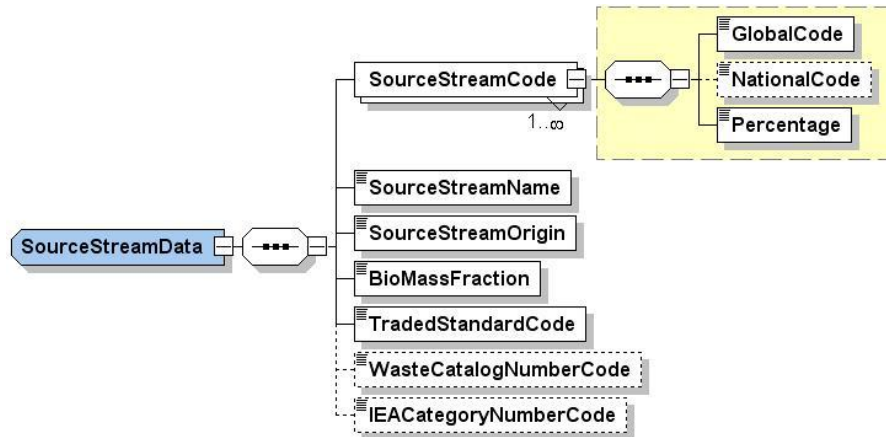 GlobalCode
SourceStreamCode
NationalCode
1..∞
Percentage
SourceStreamName
SourceStreamOrigin
SourceStreamData
BioMassFraction
TradedStandardCode
WasteCatalogNumberCode
IEACategoryNumberCode